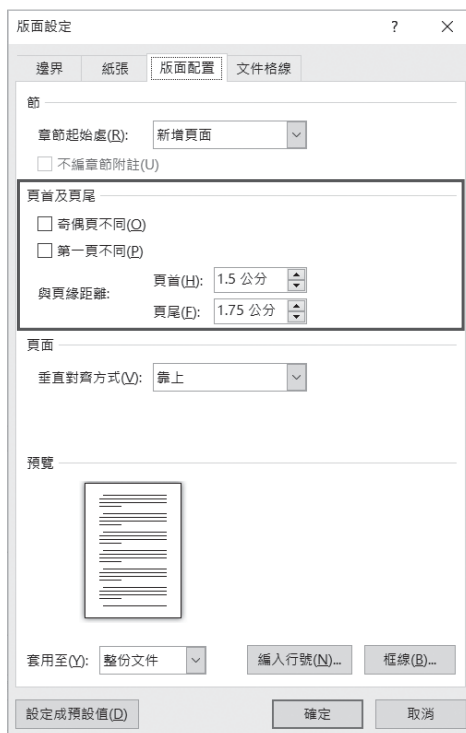 版面設定 ? ×
邊界 紙張 版面配置 文件格線
節
章節起始處(R): 新增頁面
不編章節附註(U)
頁首及頁尾
奇偶頁不同(O)
第一頁不同(P)
與頁緣距離:
頁首(H): 1.5 公分
頁尾(F): 1.75 公分
頁面
垂直對齊方式(V): 靠上
預覽
套用至(Y): 整份文件 編入行號(N)... 框線(B)...
設定成預設值(D) 確定 取消